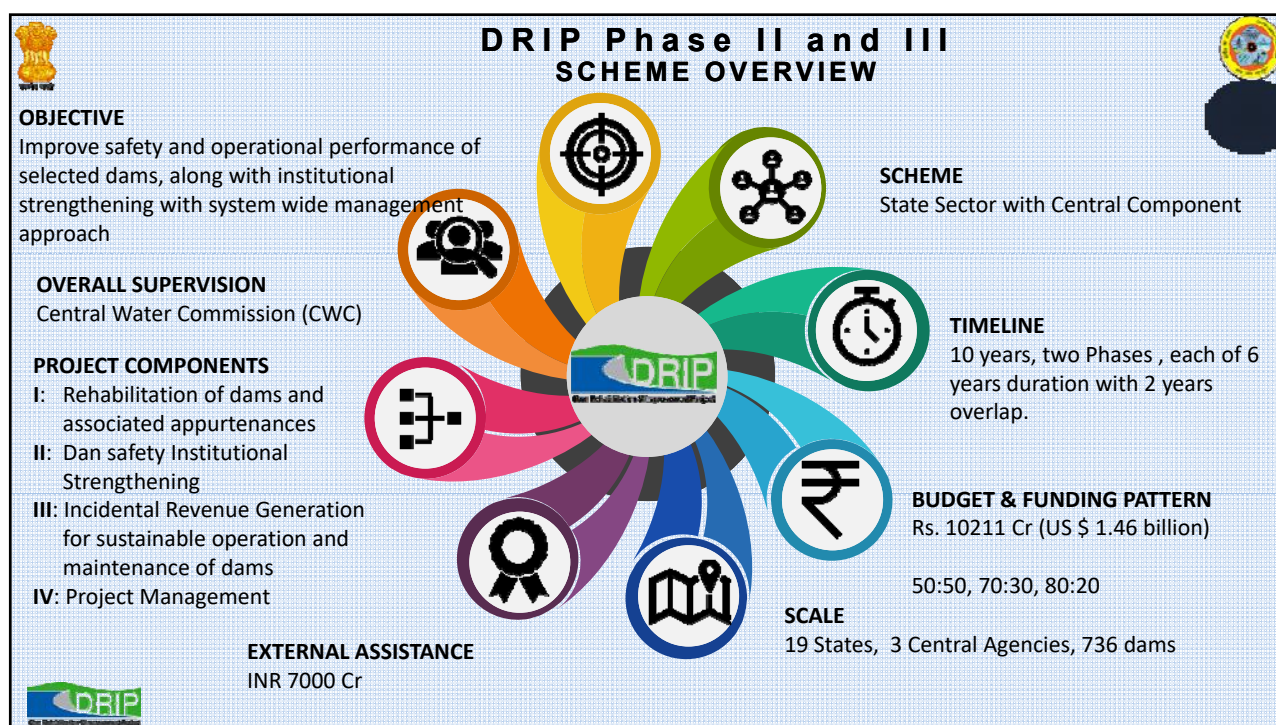 DRIP Phase II and III
SCHEME OVERVIEW
OBJECTIVE
Improve safety and operational performance of
selected dams, along with institutional
strengthening with system wide management
approach
OVERALL SUPERVISION
Central Water Commission (CWC)
PROJECT COMPONENTS
I: Rehabilitation of dams and
associated appurtenances
II: Dan safety Institutional
Strengthening
III: Incidental Revenue Generation
for sustainable operation and
maintenance of dams
IV: Project Management
EXTERNAL ASSISTANCE
INR 7000 Cr
SCHEME
State Sector with Central Component
TIMELINE
10 years, two Phases , each of 6
years duration with 2 years
overlap.
BUDGET & FUNDING PATTERN
Rs. 10211 Cr (US $ 1.46 billion)
50:50, 70:30, 80:20
SCALE
19 States, 3 Central Agencies, 736 dams
₹
DRIP
DRIP